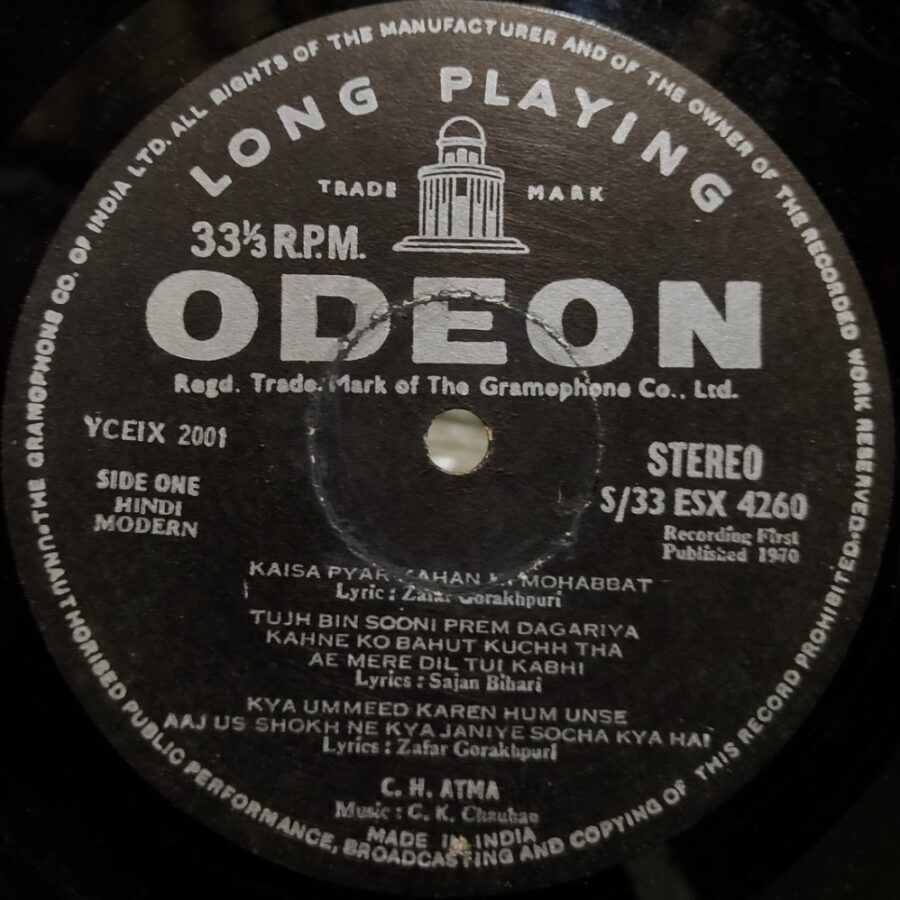 THE GRAMOPHONE CO. OF INDIA LTD. ALL RIGHTS OF THE MANUFACTURER AND OF THE OWNER OF THE RECORDED WORK RESERVED. UNAUTHORISED PUBLIC PERFORMANCE, BROADCASTING AND COPYING OF THIS RECORD PROHIBITED.
LONG PLAYING
TRADE MARK
33⅓ R.P.M.
ODEON
Regd. Trade Mark of The Gramophone Co., Ltd.
YCEIX 2001
STEREO
SIDE ONE
S/33 ESX 4260
HINDI
MODERN
Recording First
Published 1970
KAISA PYAR KAHAN MOHABBAT
Lyric : Zafar Gorakhpuri
TUJH BIN SOONI PREM DAGARIYA
KAHNE KO BAHUT KUCHH THA
AE MERE DIL TUI KABHI
Lyrics : Sajan Bihari
KYA UMMEED KAREN HUM UNSE
AAJ US SHOKH NE KYA JANIYE SOCHA KYA HAI
Lyrics : Zafar Gorakhpuri
C. H. ATMA
Music : C. K. Chauhan
MADE IN INDIA